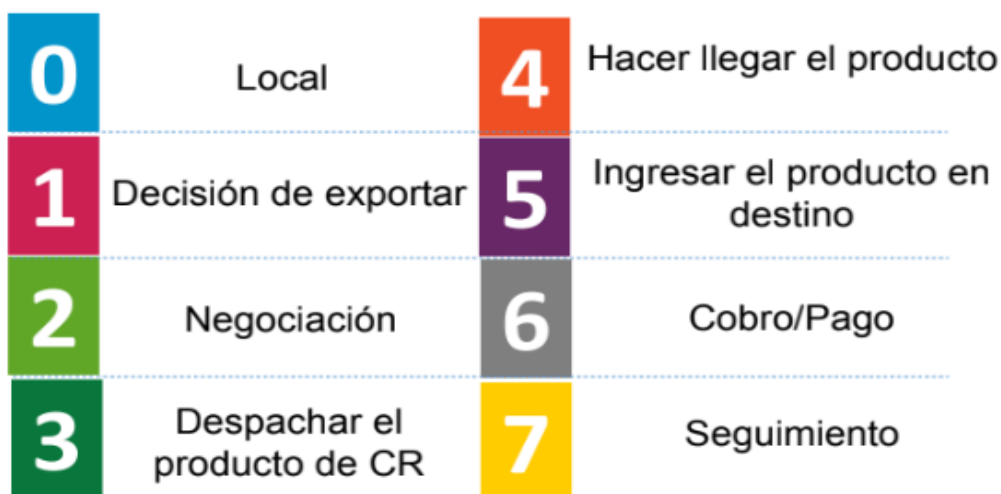 0
Local
1
Decisión de exportar
2
Negociación
3
Despachar el
producto de CR
4
Hacer llegar el producto
5
Ingresar el producto en
destino
6
Cobro/Pago
7
Seguimiento